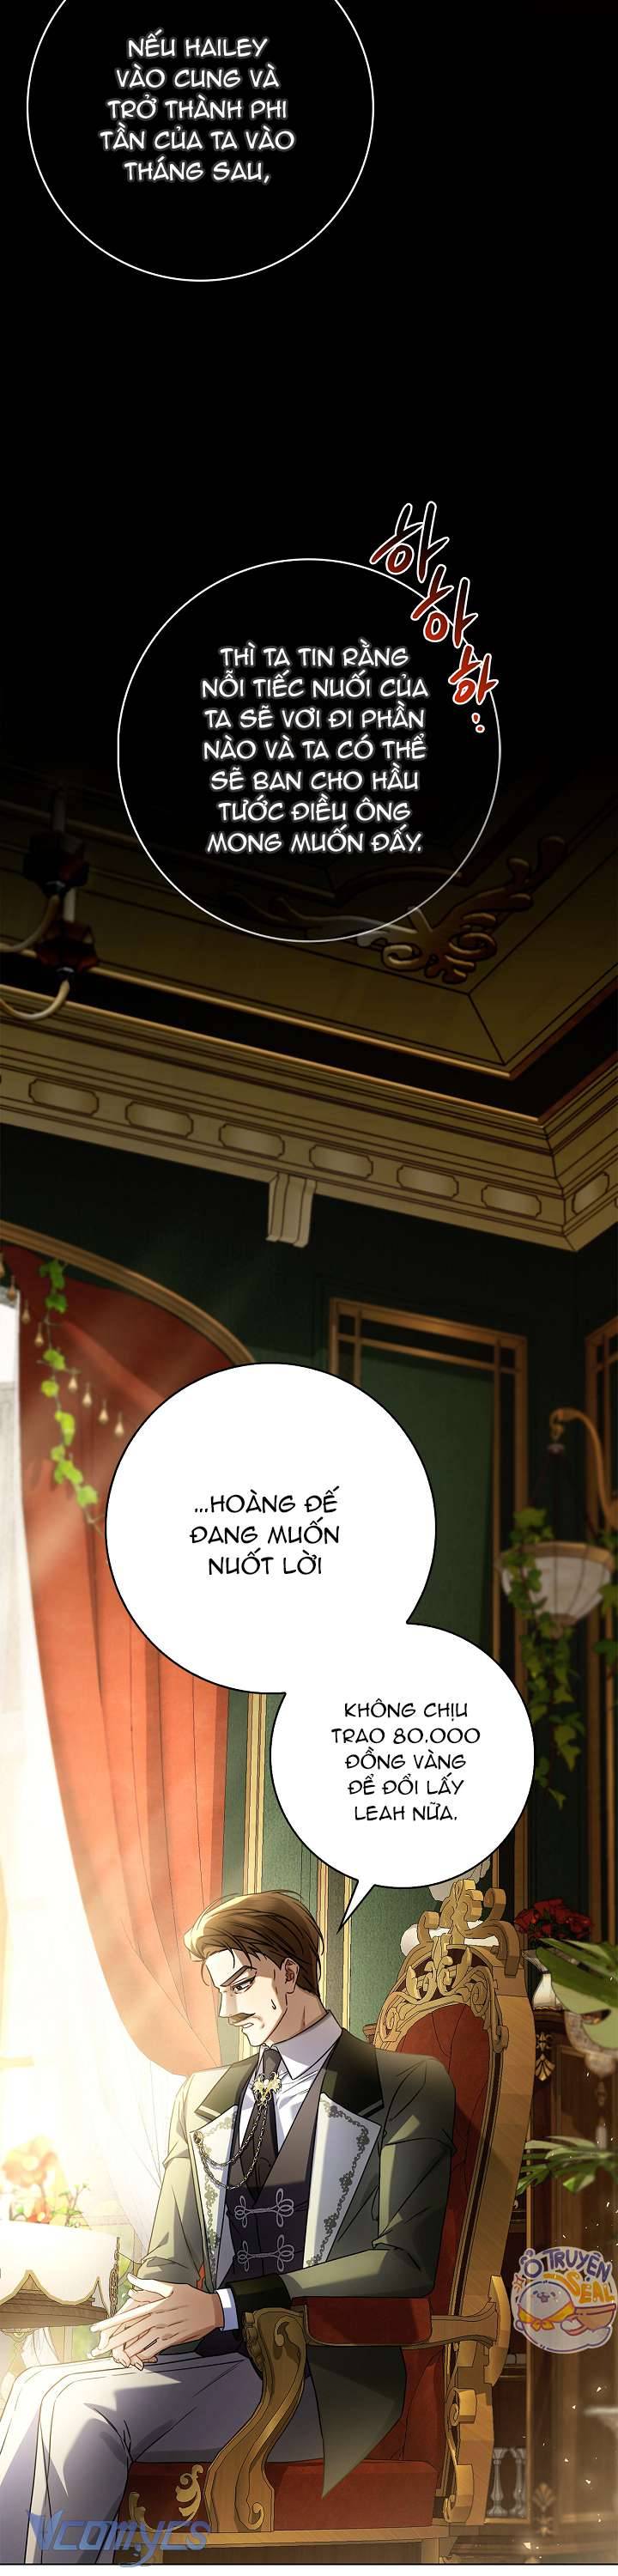 NẾU HAILEY
VÀO CUNG VÀ
TRỞ THÀNH PHI
TẦN CỦA TA VÀO
THÁNG SAU,
하
하
하
THÌ TA TIN RẰNG
NỖI TIẾC NUỐI CỦA
TA SẼ VƠI ĐI PHẦN
NÀO VÀ TA CÓ THỂ
SẼ BAN CHO HẦU
TƯỚC ĐIỀU ÔNG
MONG MUỐN ĐẤY.
...HOÀNG ĐẾ
ĐANG MUỐN
NUỐT LỜI
KHÔNG CHỊU
TRAO 80.000
ĐỒNG VÀNG
ĐỂ ĐỔI LẤY
LEAH NỮA.
Ổ TRUYỆN
SEAL
VCOMYCS